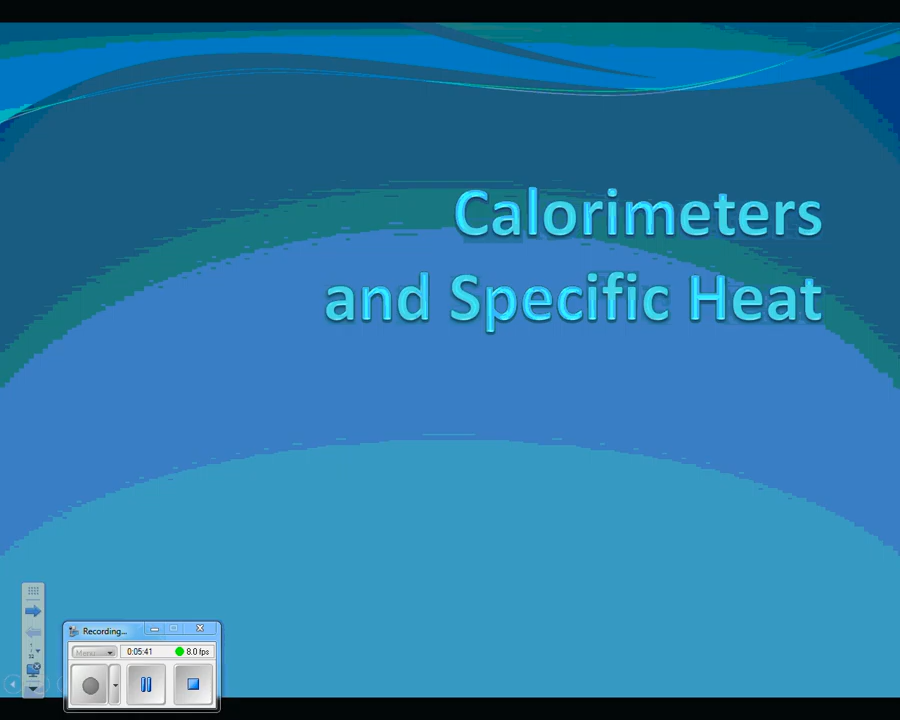 Calorimeters
and Specific Heat
Recording...
Menu...
0:05:41
8.0 fps